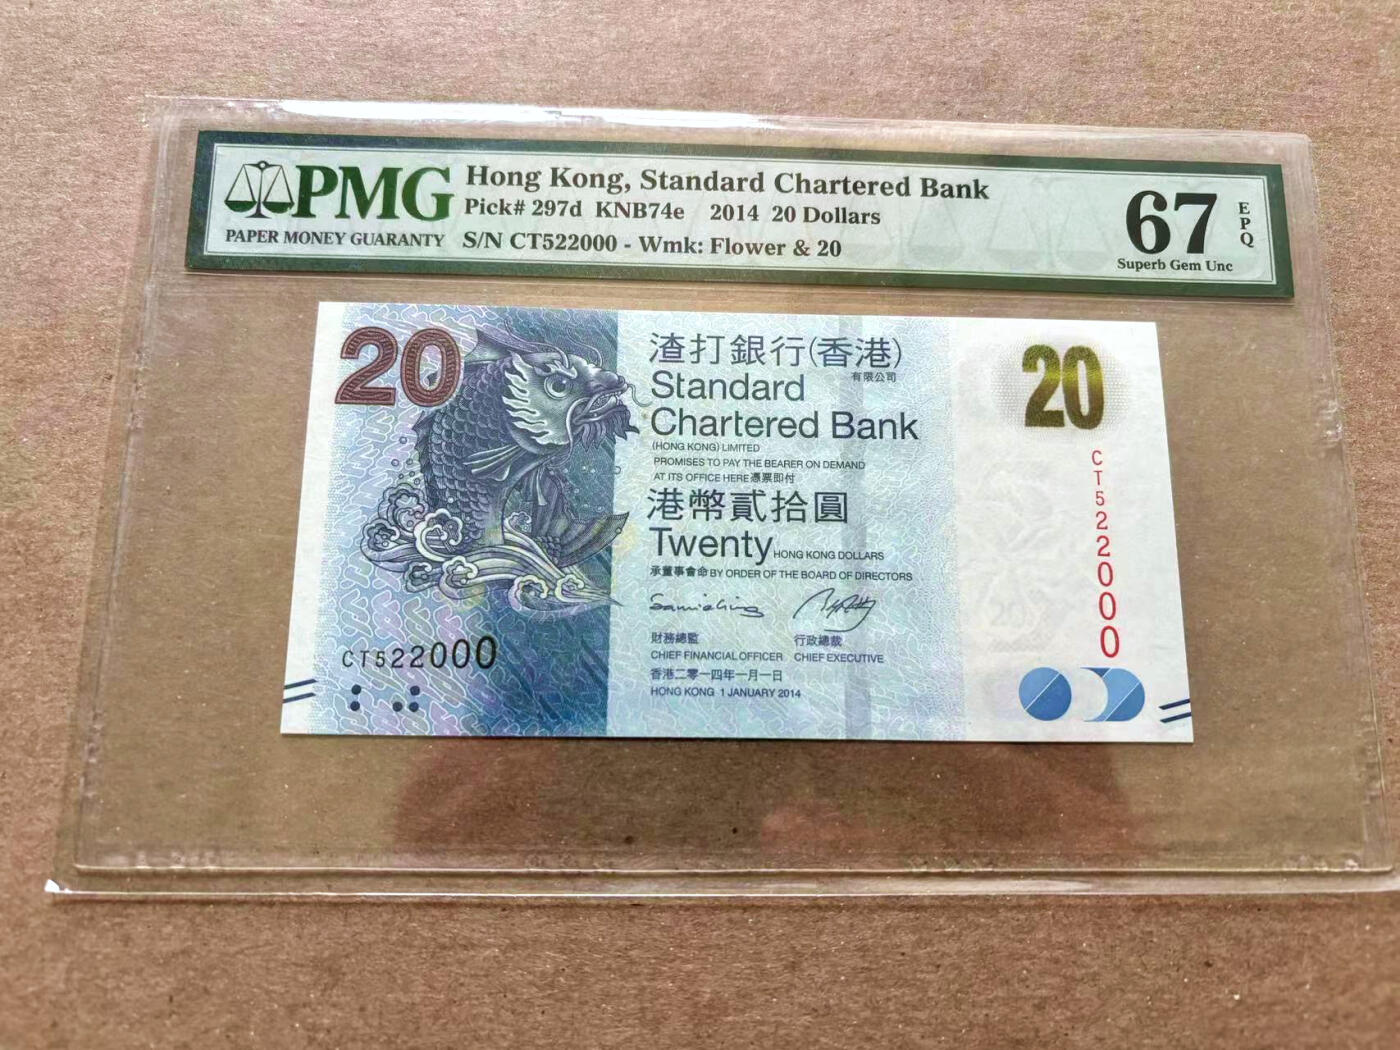 PMG
PAPER MONEY GUARANTY
Hong Kong, Standard Chartered Bank
Pick# 297d KNB74e 2014 20 Dollars
S/N CT522000 - Wmk: Flower & 20
67
EPQ
Superb Gem Unc
20
渣打銀行(香港)
有限公司
Standard
Chartered Bank
(HONG KONG) LIMITED
PROMISES TO PAY THE BEARER ON DEMAND
AT ITS OFFICE HERE憑票即付
港幣貳拾圓
Twenty HONG KONG DOLLARS
承董事會命 BY ORDER OF THE BOARD OF DIRECTORS
財務總監 行政總裁
CHIEF FINANCIAL OFFICER CHIEF EXECUTIVE
香港二零一四年一月一日
HONG KONG 1 JANUARY 2014
CT522000
20
CT522000
20